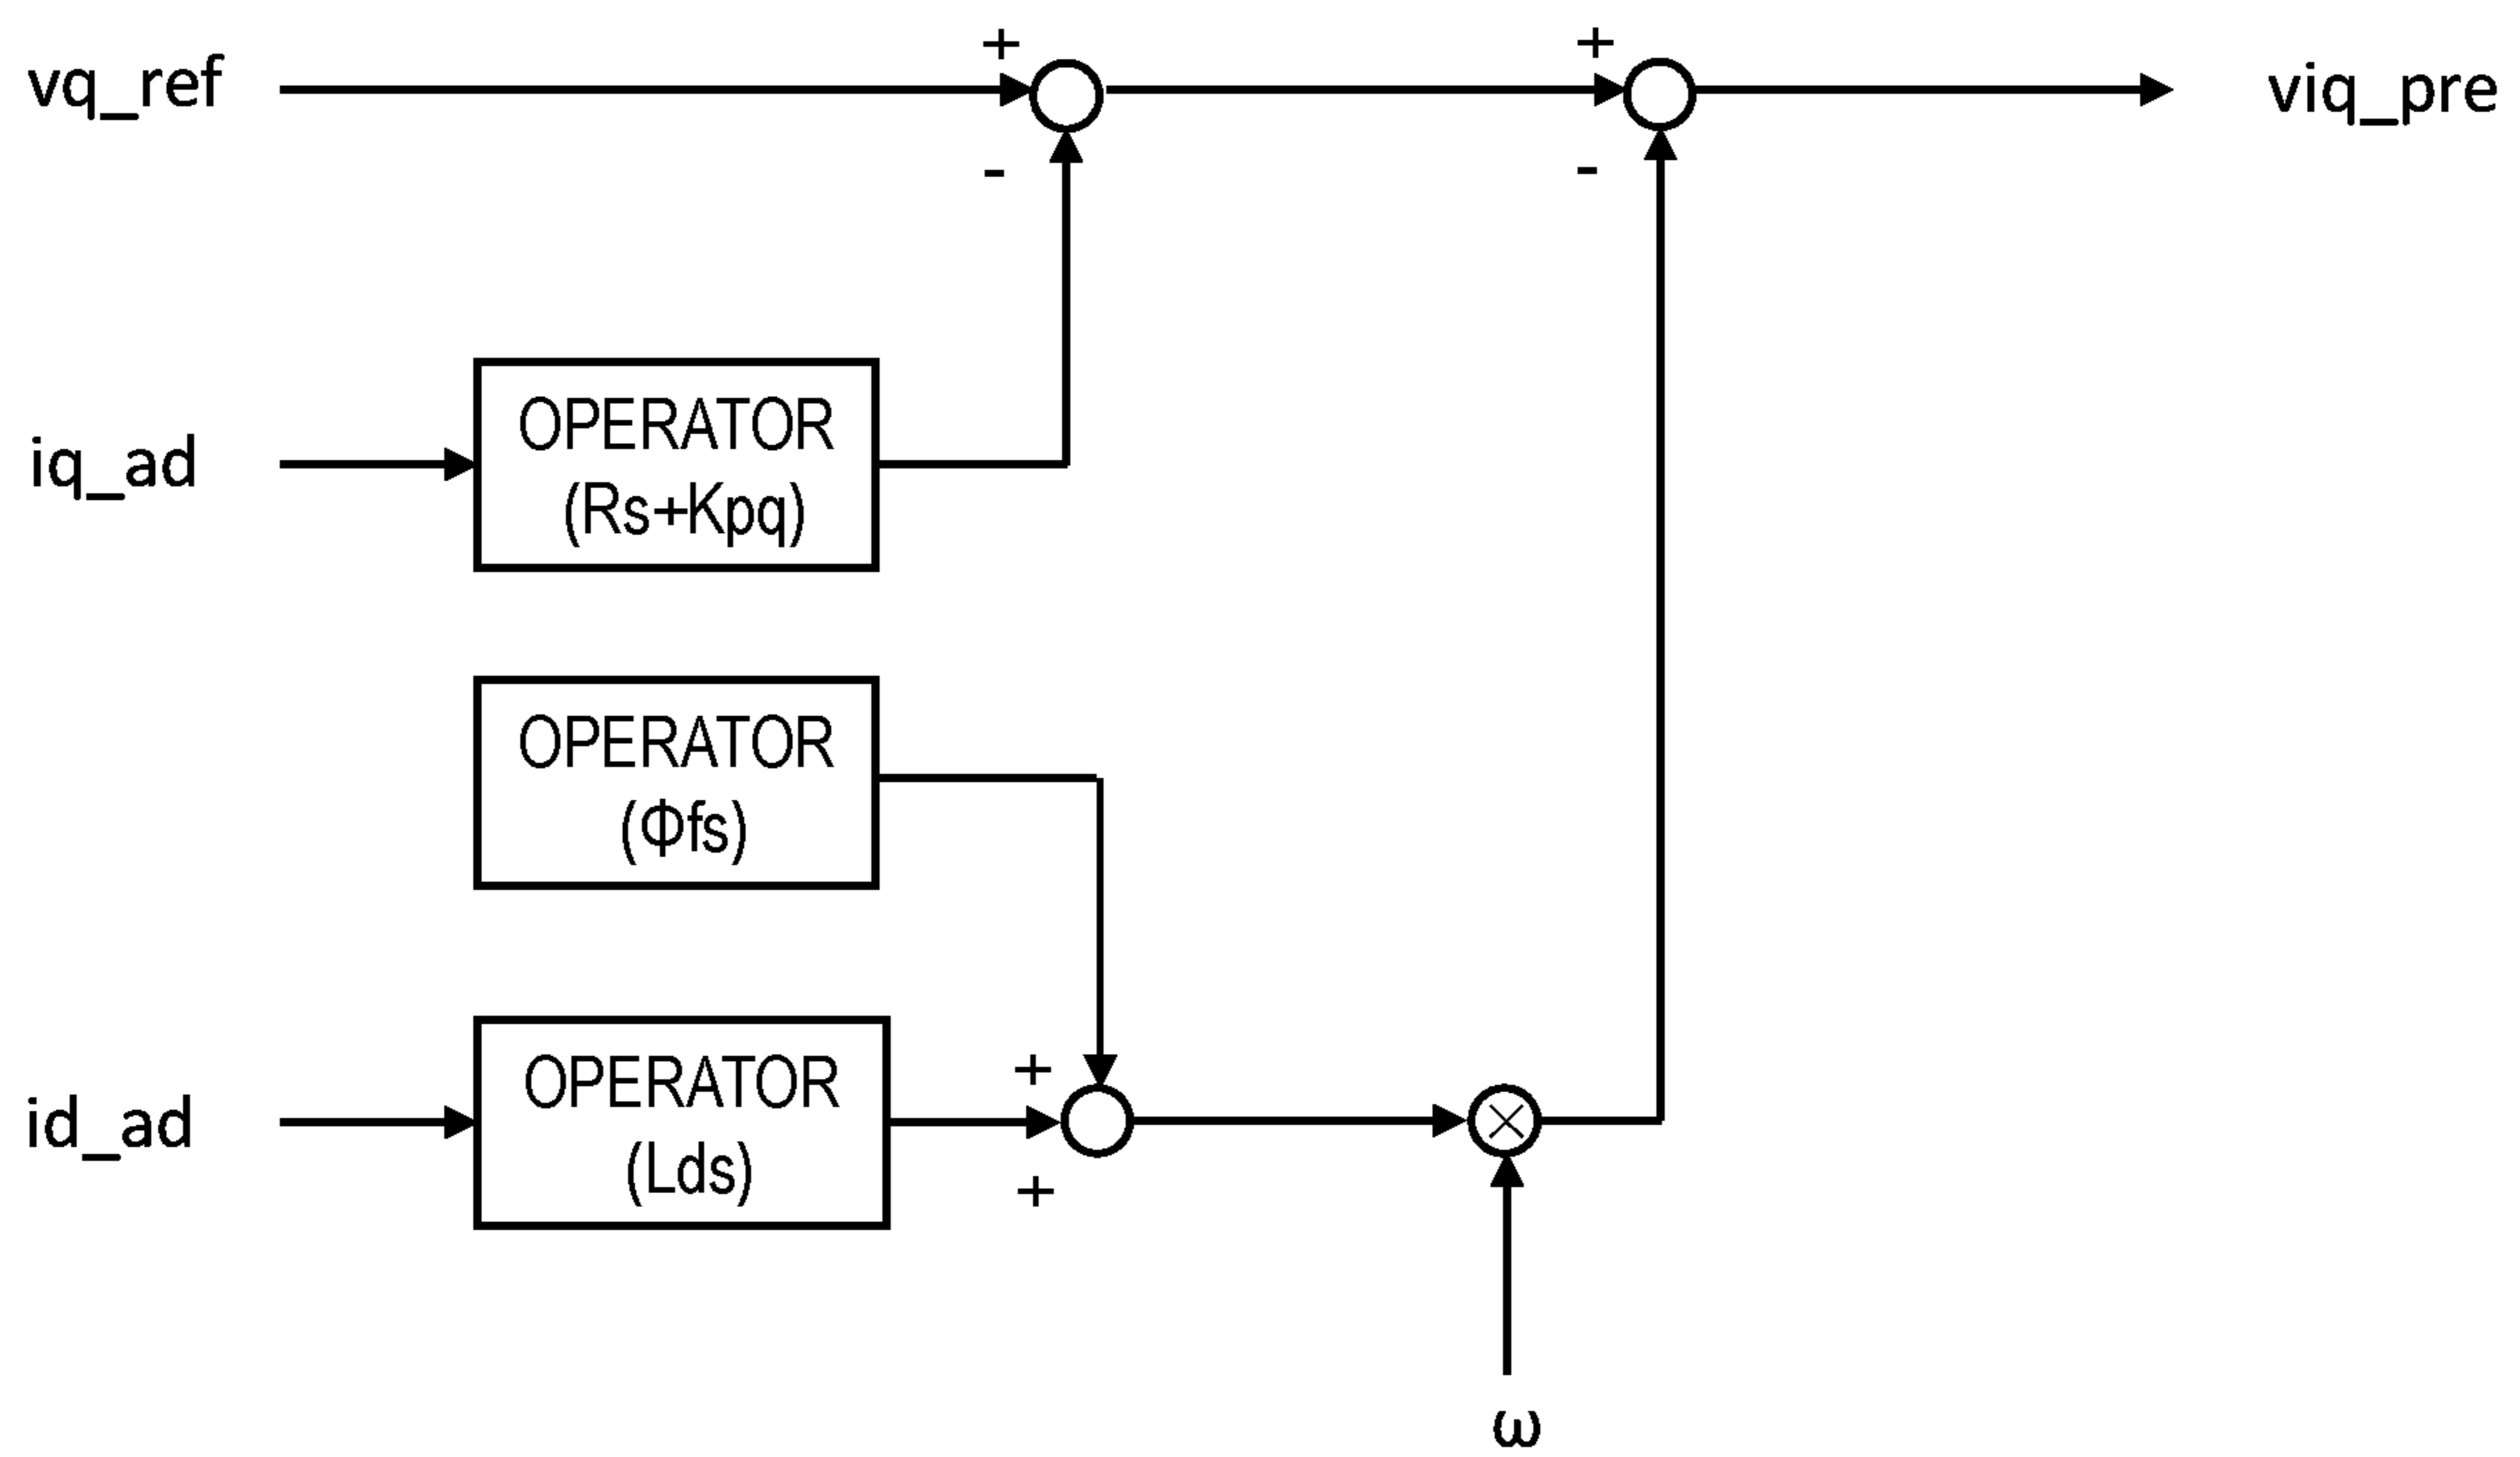 +
+
vq_ref
viq_pre
-
-
OPERATOR
(Rs+Kpq)
iq_ad
OPERATOR
(Φfs)
OPERATOR
(Lds)
id_ad
+
+
ω